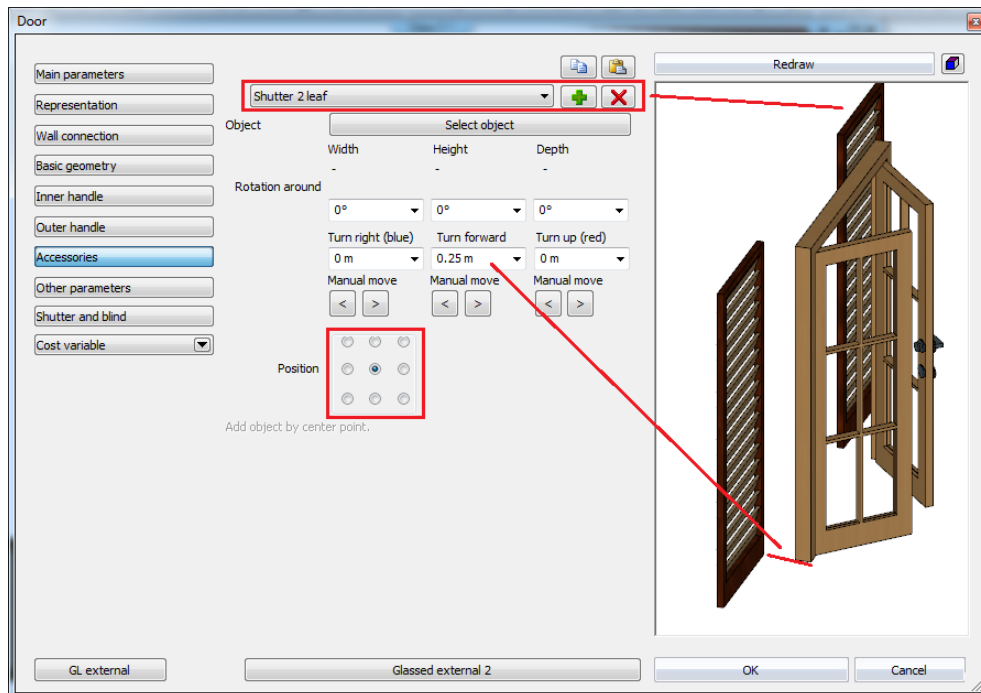 Door
Main parameters
Representation
Wall connection
Basic geometry
Inner handle
Outer handle
Accessories
Other parameters
Shutter and blind
Cost variable
Shutter 2 leaf
Object
Select object
Width Height Depth
- - -
Rotation around
0° 0° 0°
Turn right (blue) Turn forward Turn up (red)
0 m 0.25 m 0 m
Manual move Manual move Manual move
< > < > < >
Position
Add object by center point.
Redraw
GL external
Glassed external 2
OK
Cancel